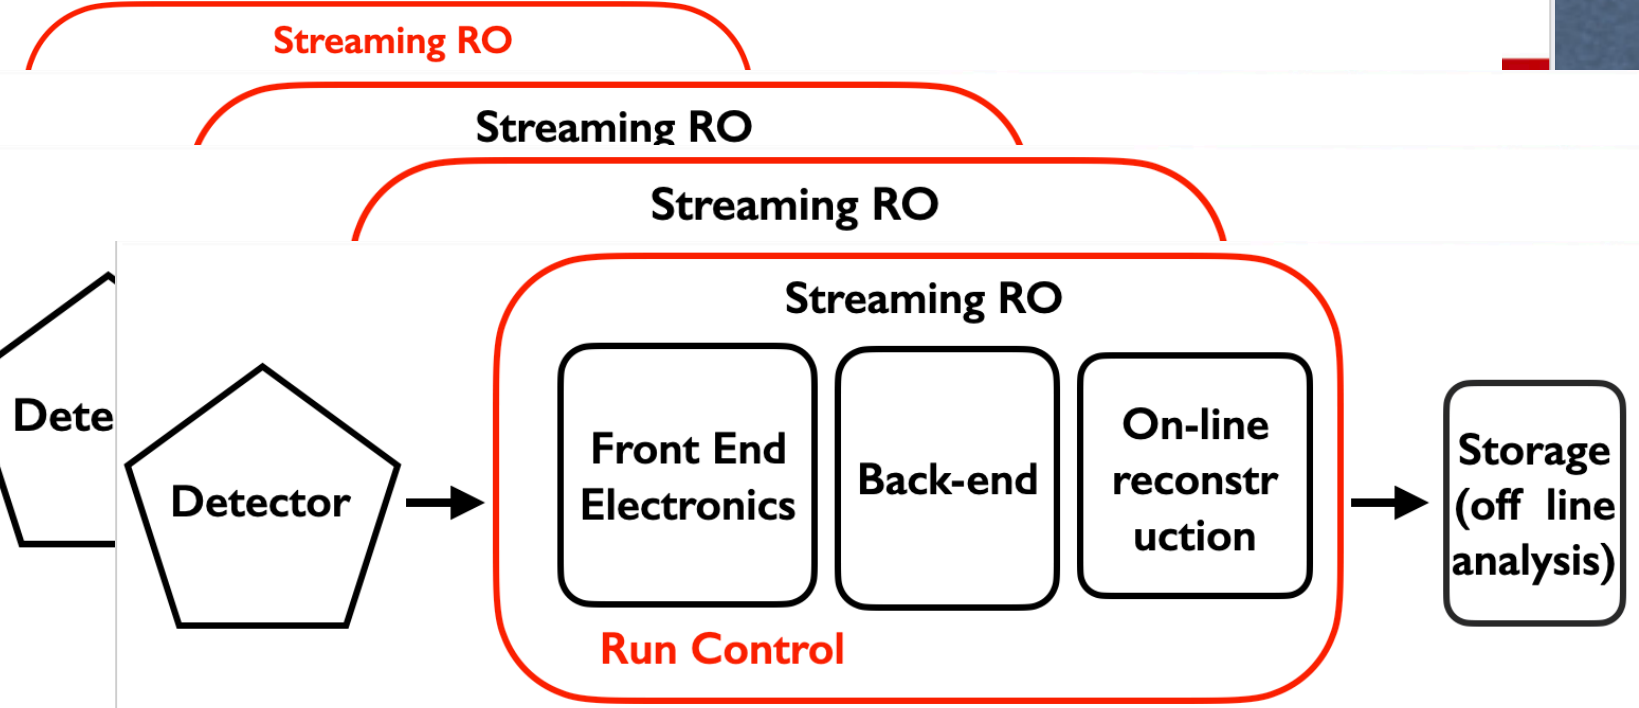 Streaming RO
Streaming RO
Streaming RO
Streaming RO
Dete
Detector
Front End
Electronics
Back-end
On-line
reconstr
uction
Storage
(off line
analysis)
Run Control